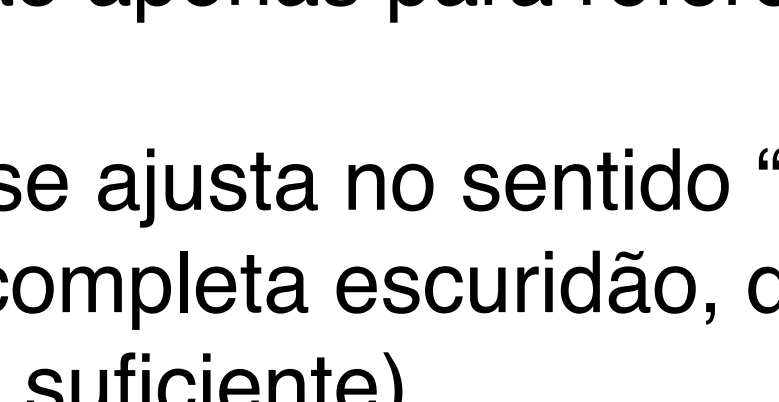 apenas para
se ajusta no sentido “
completa escuridão,
suficiente)